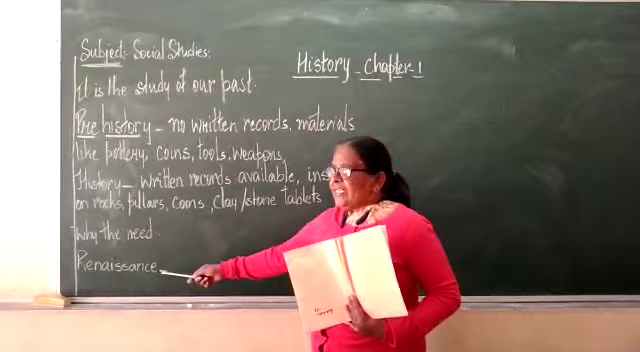 Subject: Social Studies.
History - Chapter-1
It is the study of our past.
Pre history - no written records, materials
like pottery, coins, tools, weapons,
History - written records available, ins
on rocks, pillars, coins, clay/stone tablets
Why the need
Renaissance